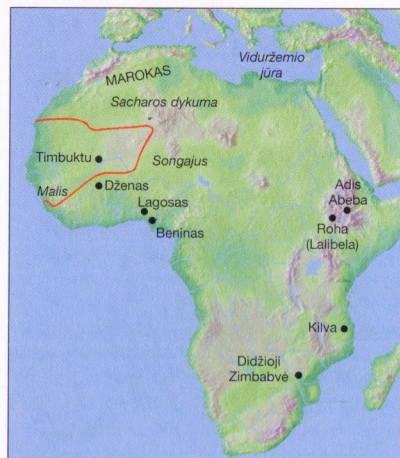 Viduržemio
jūra
MAROKAS
Sacharos dykuma
Timbuktu
Songajus
Malis
Dženas
Lagosas
Beninas
Adis
Abeba
Roha
(Lalibela)
Kilva
Didžioji
Zimbabvė